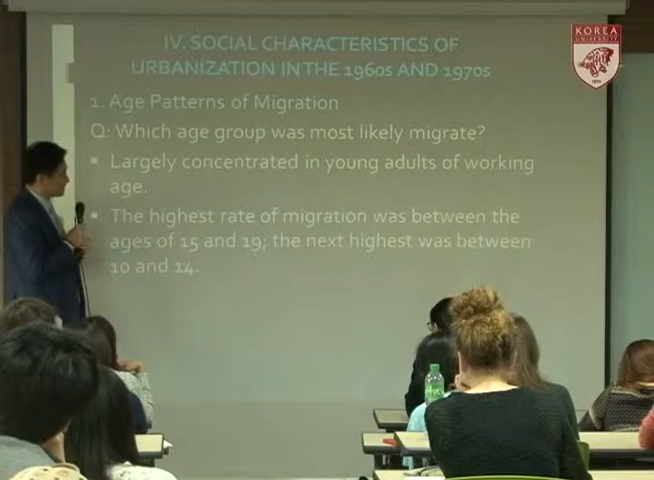 KOREA
UNIVERSITY
IV. SOCIAL CHARACTERISTICS OF
URBANIZATION IN THE 1960s AND 1970s
1. Age Patterns of Migration
Q: Which age group was most likely migrate?
▪ Largely concentrated in young adults of working
age.
▪ The highest rate of migration was between the
ages of 15 and 19; the next highest was between
10 and 14.